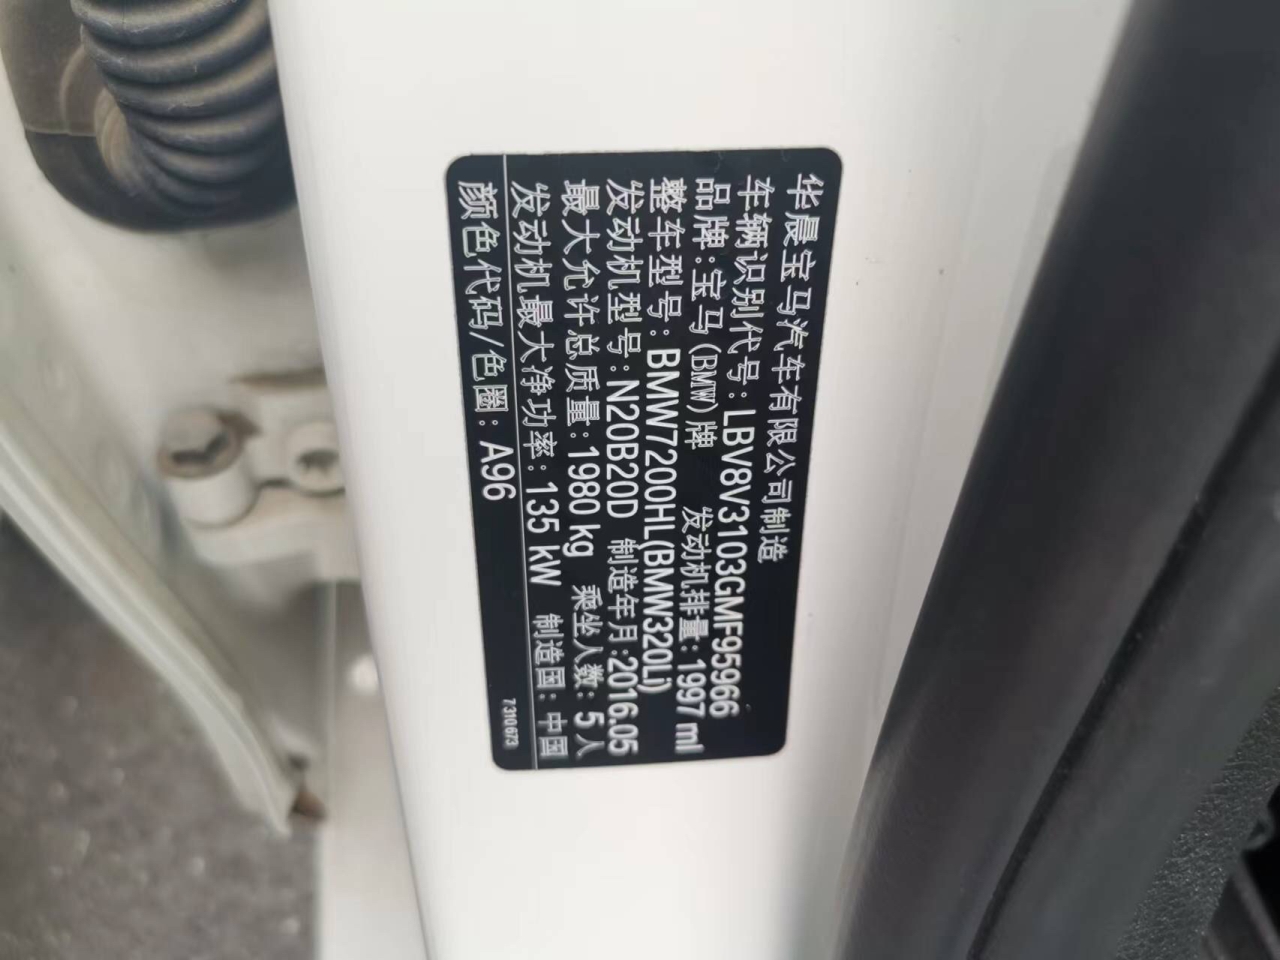 华晨宝马汽车有限公司制造
车辆识别代号：LBV8V3103GMF95966
品牌：宝马(BMW)牌 发动机排量：1997 ml
整车型号：BMW7200HL(BMW320Li)
发动机型号：N20B20D 制造年月：2016.05
最大允许总质量：1980 kg 乘坐人数：5人
发动机最大净功率：135 kW 制造国：中国
颜色代码/色圈：A96 7310673